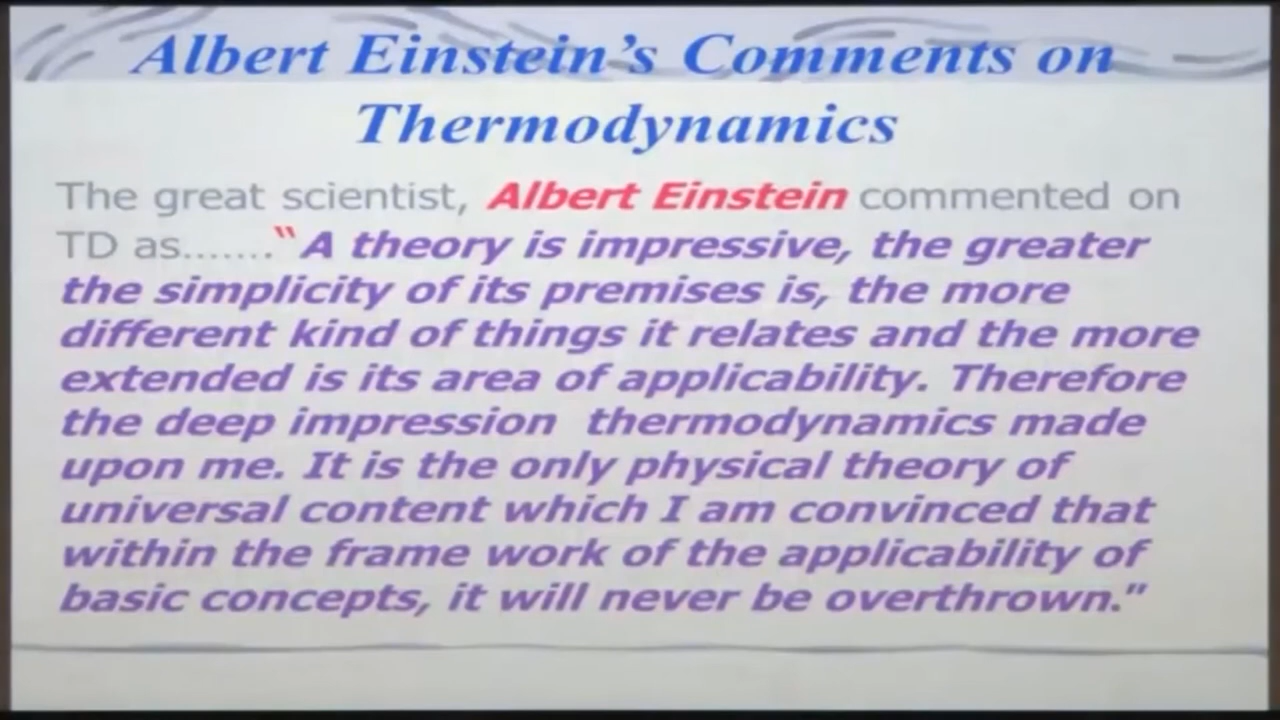 Albert Einstein's Comments on
Thermodynamics
The great scientist, Albert Einstein commented on
TD as.......“A theory is impressive, the greater
the simplicity of its premises is, the more
different kind of things it relates and the more
extended is its area of applicability. Therefore
the deep impression thermodynamics made
upon me. It is the only physical theory of
universal content which I am convinced that
within the frame work of the applicability of
basic concepts, it will never be overthrown."